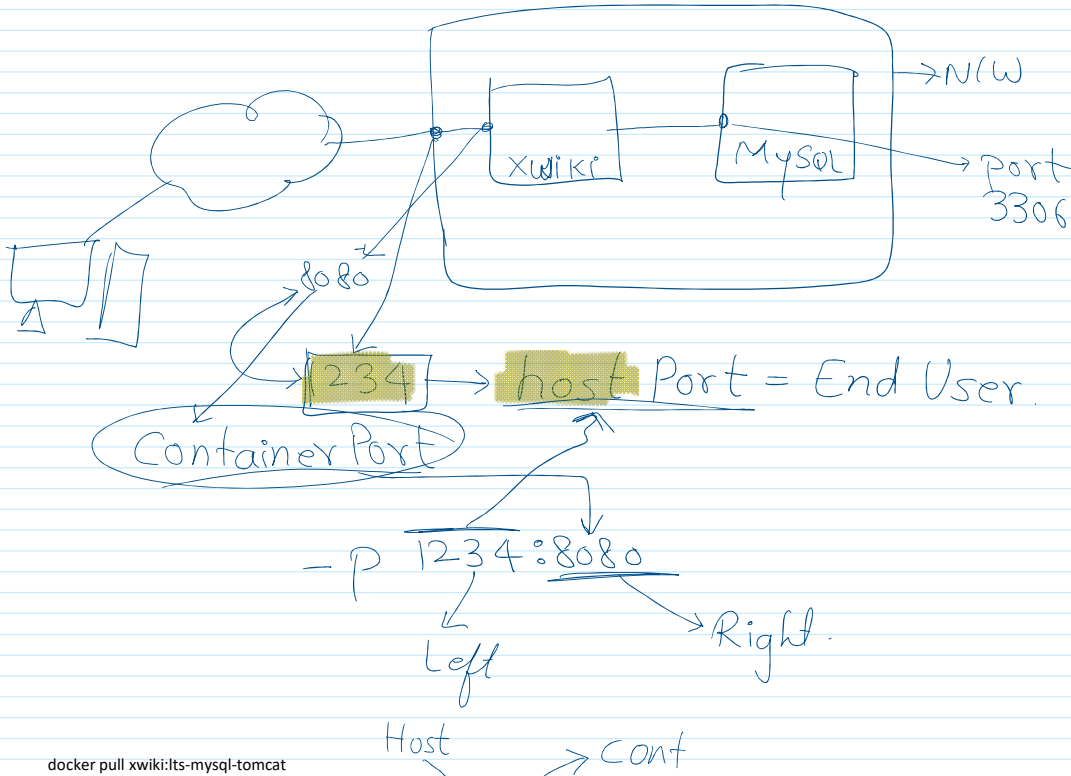 → N/W
XWiki
MySQL
→ port
3306
8080
1234 → host Port = End User.
Container Port
- p 1234:8080
Left
Right.
Host
→ Cont
docker pull xwiki:lts-mysql-tomcat